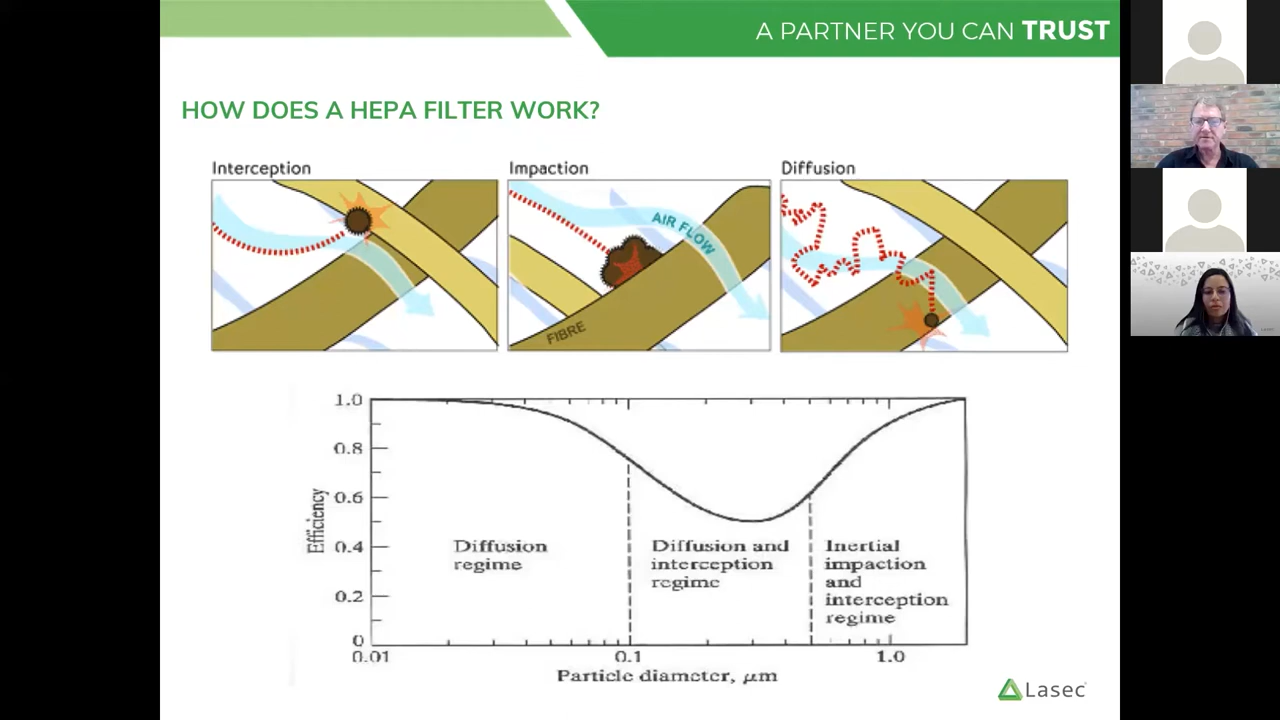 A PARTNER YOU CAN TRUST
HOW DOES A HEPA FILTER WORK?
Interception
Impaction
Diffusion
AIR FLOW
FIBRE
1.0
0.8
0.6
0.4
0.2
0
Efficiency
Diffusion
regime
Diffusion and
interception
regime
Inertial
impaction
and
interception
regime
0.01
0.1
1.0
Particle diameter, μm
Lasec